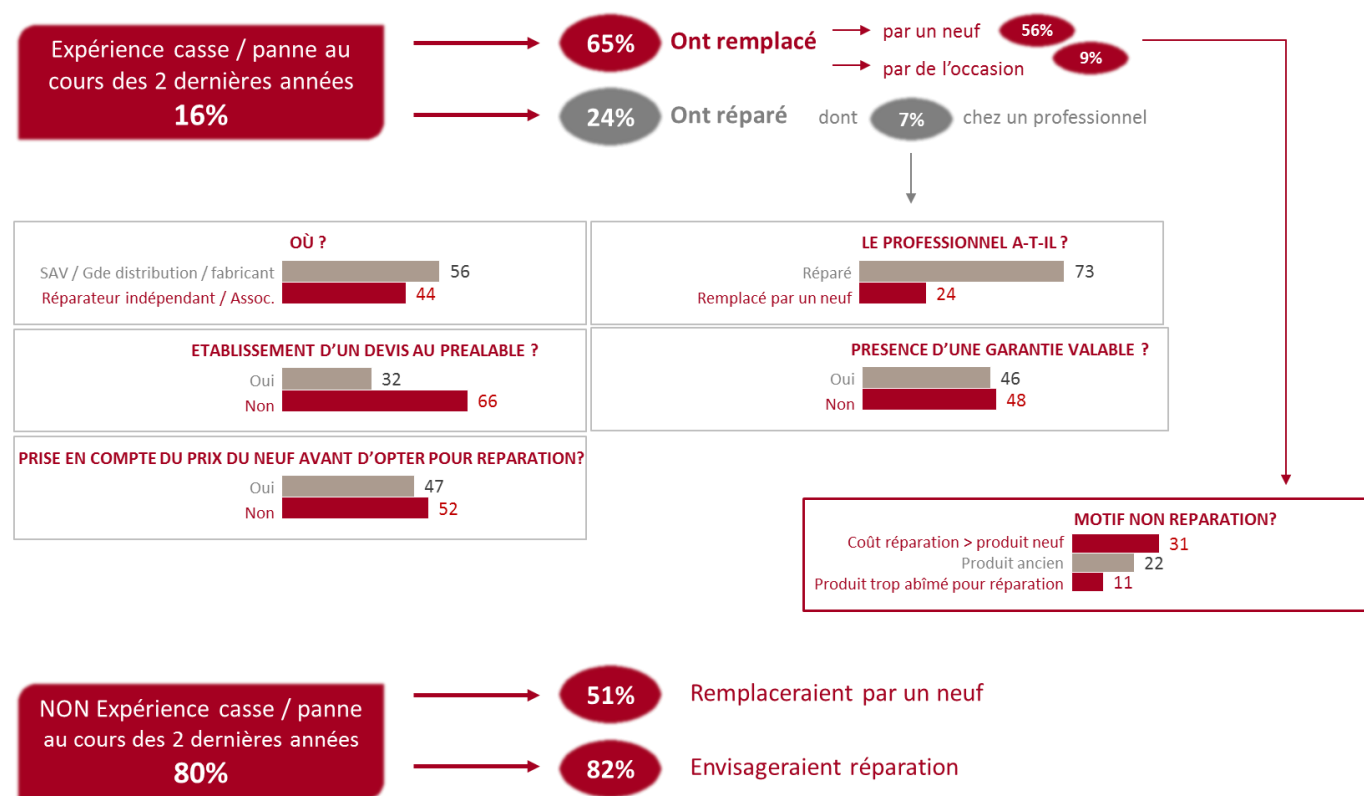 Expérience casse / panne au
cours des 2 dernières années
16%
65% Ont remplacé
par un neuf 56%
par de l'occasion 9%
24% Ont réparé dont 7% chez un professionnel
OÙ ?
SAV / Gde distribution / fabricant 56
Réparateur indépendant / Assoc. 44
LE PROFESSIONNEL A-T-IL ?
Réparé 73
Remplacé par un neuf 24
ETABLISSEMENT D'UN DEVIS AU PREALABLE ?
Oui 32
Non 66
PRESENCE D'UNE GARANTIE VALABLE ?
Oui 46
Non 48
PRISE EN COMPTE DU PRIX DU NEUF AVANT D'OPTER POUR REPARATION?
Oui 47
Non 52
MOTIF NON REPARATION?
Coût réparation > produit neuf 31
Produit ancien 22
Produit trop abîmé pour réparation 11
NON Expérience casse / panne
au cours des 2 dernières années
80%
51% Remplaceraient par un neuf
82% Envisageraient réparation